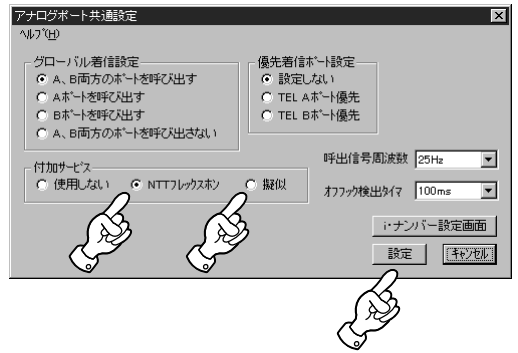 アナログポート共通設定
ヘルプ(H)
グローバル着信設定
A、B両方のポートを呼び出す
Aポートを呼び出す
Bポートを呼び出す
A、B両方のポートを呼び出さない
優先着信ポート設定
設定しない
TEL Aポート優先
TEL Bポート優先
付加サービス
使用しない
NTTフレックスホン
擬似
呼出信号周波数 25Hz
オフフック検出タイマ 100ms
i・ナンバー設定画面
設定
キャンセル